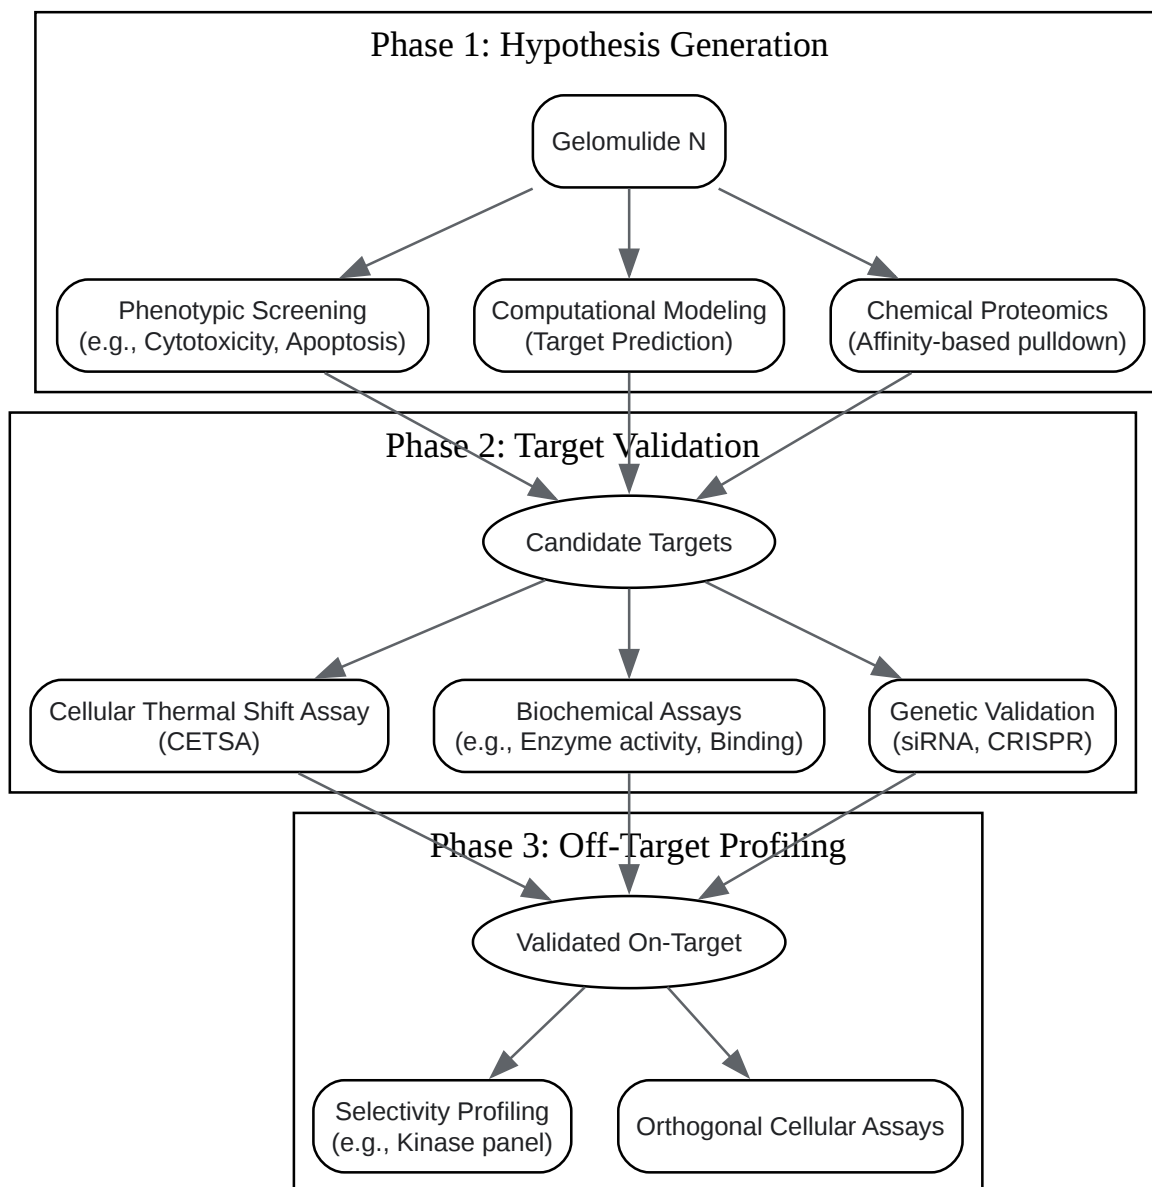 Phase 1: Hypothesis Generation
Gelomulide N
Phenotypic Screening
(e.g., Cytotoxicity, Apoptosis)
Computational Modeling
(Target Prediction)
Chemical Proteomics
(Affinity-based pulldown)
Phase 2: Target Validation
Candidate Targets
Cellular Thermal Shift Assay
(CETSA)
Biochemical Assays
(e.g., Enzyme activity, Binding)
Genetic Validation
(siRNA, CRISPR)
Phase 3: Off-Target Profiling
Validated On-Target
Selectivity Profiling
(e.g., Kinase panel)
Orthogonal Cellular Assays